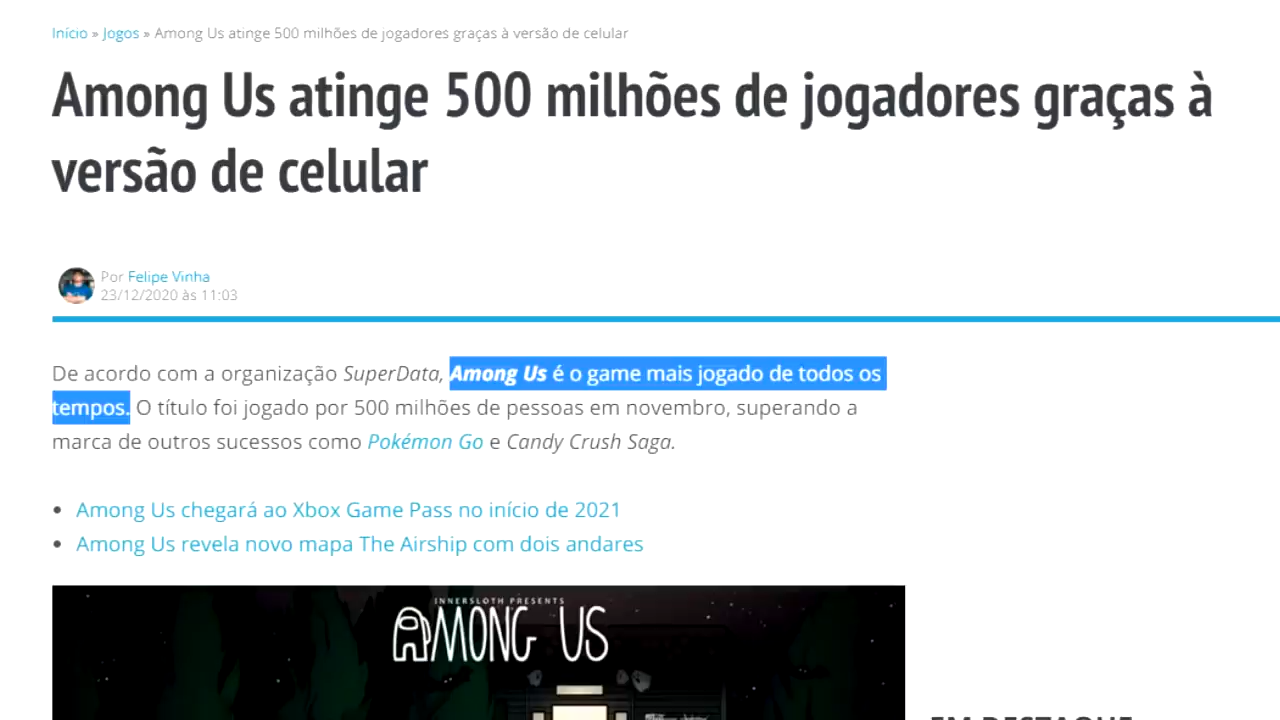 Início » Jogos » Among Us atinge 500 milhões de jogadores graças à versão de celular
Among Us atinge 500 milhões de jogadores graças à
versão de celular
Por Felipe Vinha
23/12/2020 às 11:03
De acordo com a organização SuperData, Among Us é o game mais jogado de todos os
tempos. O título foi jogado por 500 milhões de pessoas em novembro, superando a
marca de outros sucessos como Pokémon Go e Candy Crush Saga.
• Among Us chegará ao Xbox Game Pass no início de 2021
• Among Us revela novo mapa The Airship com dois andares
INNERSLOTH PRESENTS
AMONG US
EM DESTAQUE